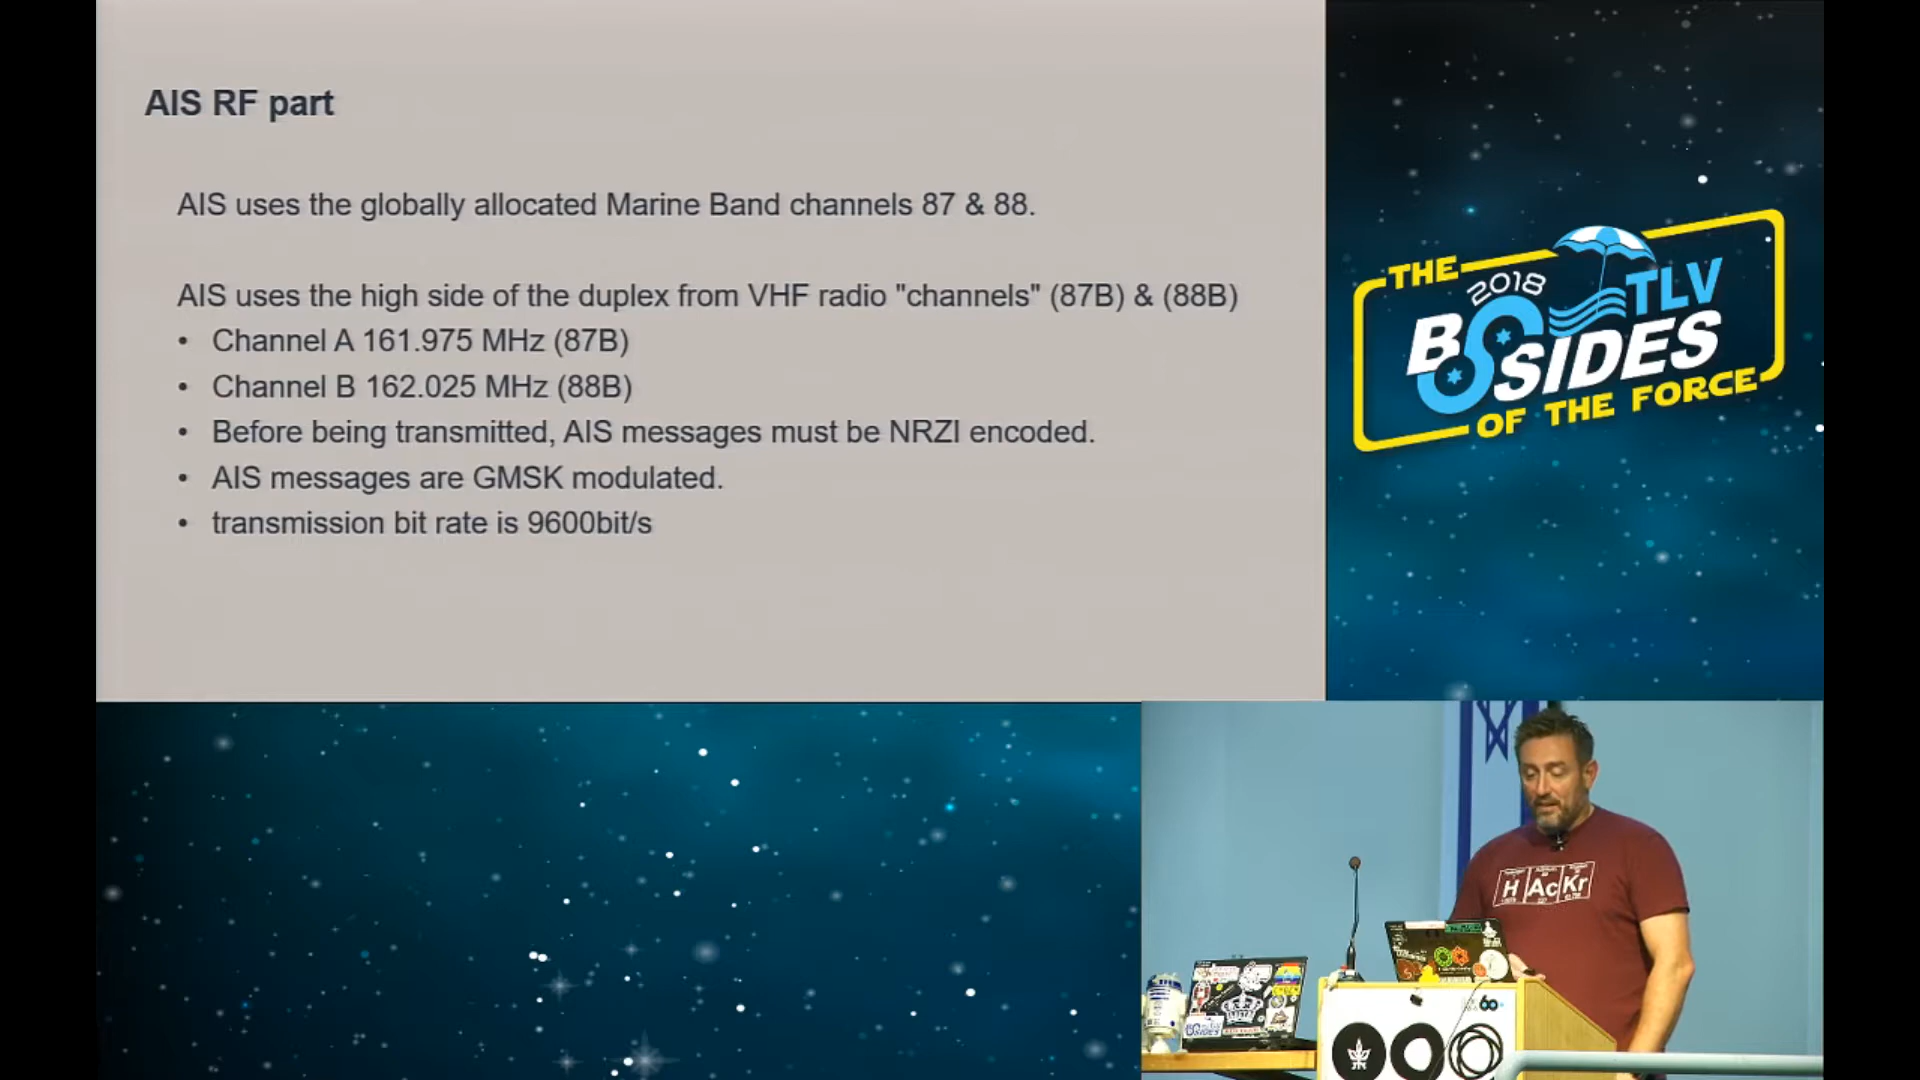 AIS RF part
AIS uses the globally allocated Marine Band channels 87 & 88.
AIS uses the high side of the duplex from VHF radio "channels" (87B) & (88B)
• Channel A 161.975 MHz (87B)
• Channel B 162.025 MHz (88B)
• Before being transmitted, AIS messages must be NRZI encoded.
• AIS messages are GMSK modulated.
• transmission bit rate is 9600bit/s
THE
2018
TLV
BSIDES
OF THE FORCE
H Ac Kr
60
SIDES